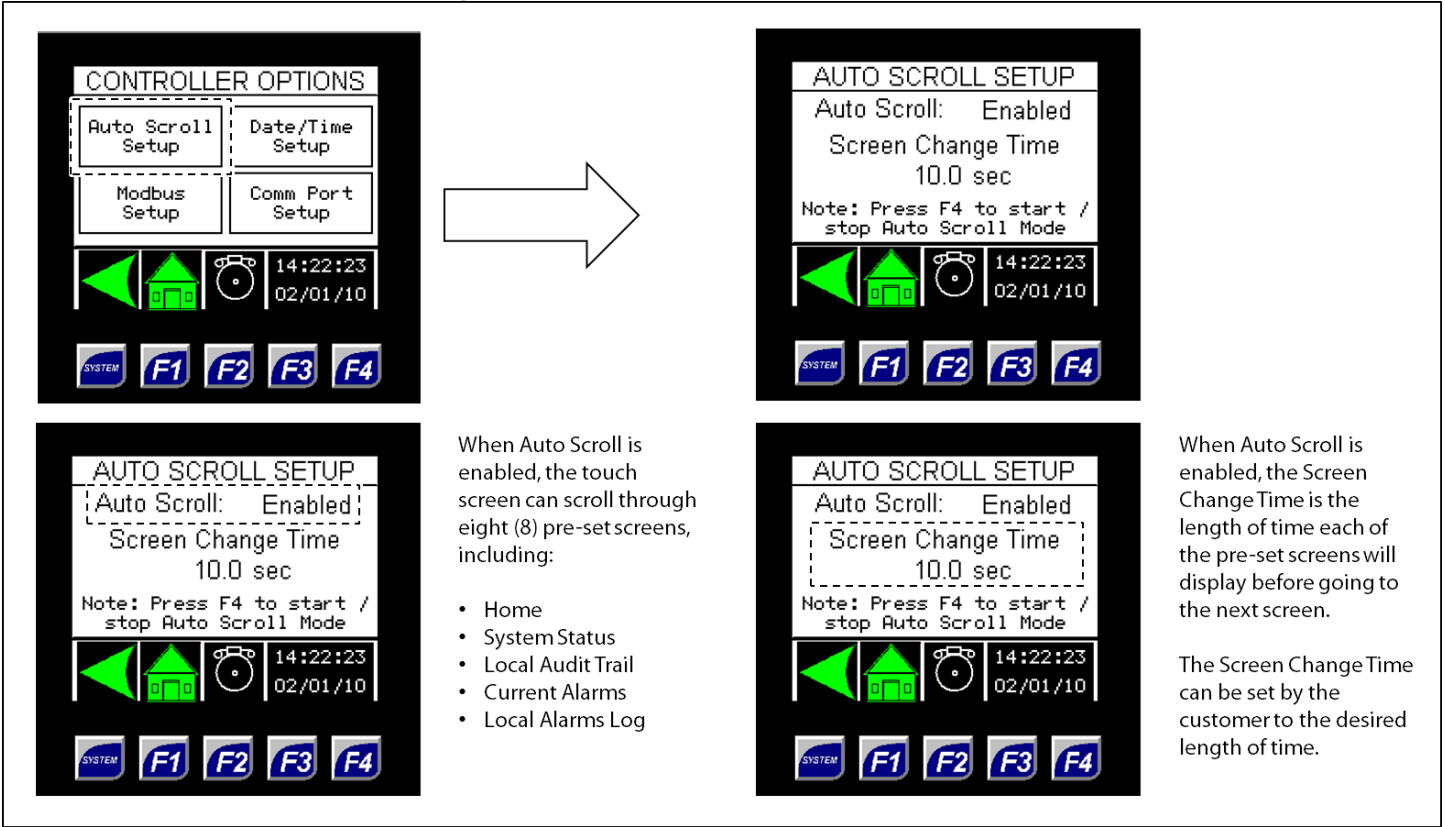 CONTROLLER OPTIONS
Auto Scroll
Setup
Date/Time
Setup
Modbus
Setup
Comm Port
Setup
14:22:23
02/01/10
SYSTEM F1 F2 F3 F4
AUTO SCROLL SETUP
Auto Scroll: Enabled
Screen Change Time
10.0 sec
Note: Press F4 to start /
stop Auto Scroll Mode
14:22:23
02/01/10
SYSTEM F1 F2 F3 F4
AUTO SCROLL SETUP
Auto Scroll: Enabled
Screen Change Time
10.0 sec
Note: Press F4 to start /
stop Auto Scroll Mode
14:22:23
02/01/10
SYSTEM F1 F2 F3 F4
When Auto Scroll is
enabled, the touch
screen can scroll through
eight (8) pre-set screens,
including:
• Home
• System Status
• Local Audit Trail
• Current Alarms
• Local Alarms Log
AUTO SCROLL SETUP
Auto Scroll: Enabled
Screen Change Time
10.0 sec
Note: Press F4 to start /
stop Auto Scroll Mode
14:22:23
02/01/10
SYSTEM F1 F2 F3 F4
When Auto Scroll is
enabled, the Screen
Change Time is the
length of time each of
the pre-set screens will
display before going to
the next screen.
The Screen Change Time
can be set by the
customer to the desired
length of time.